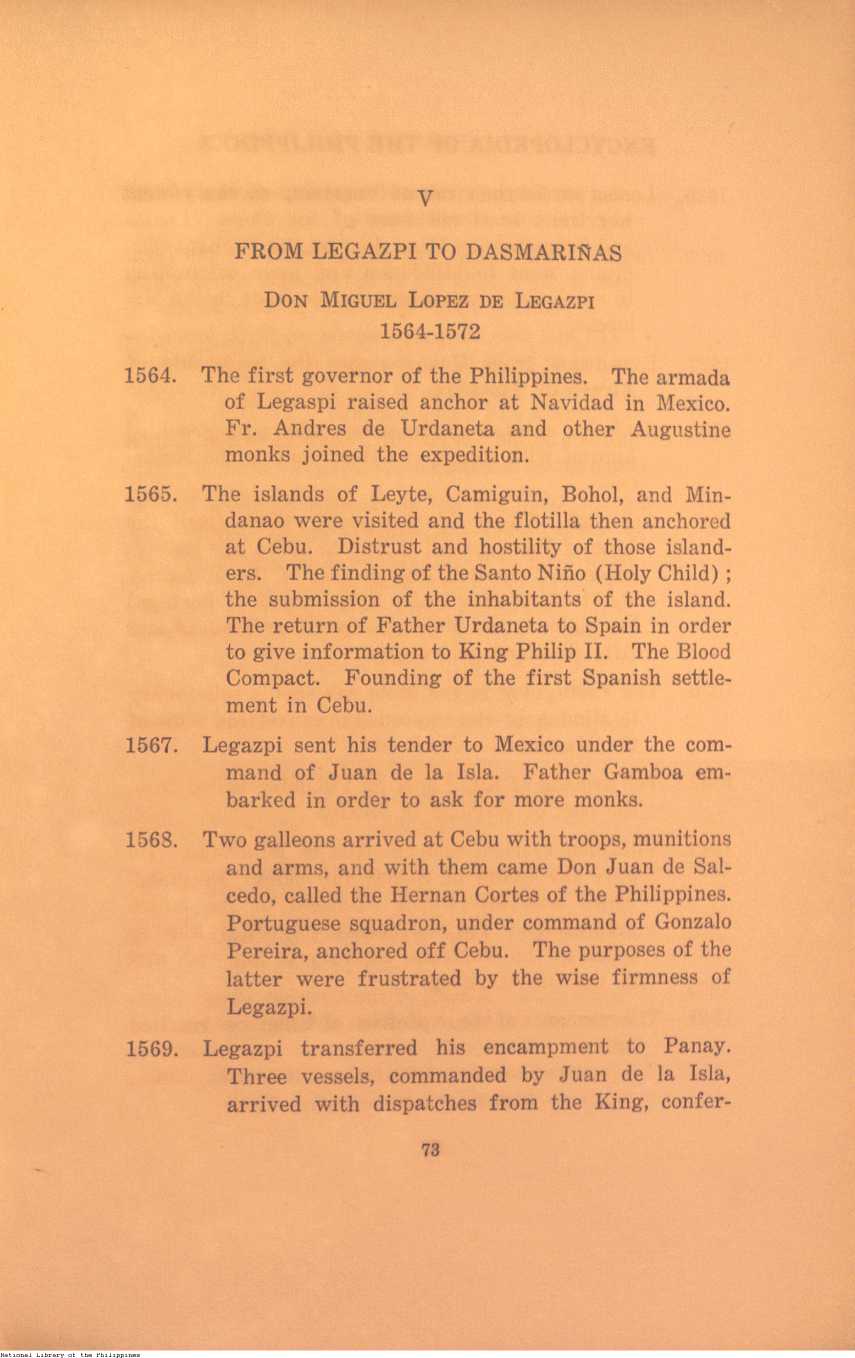 V
FROM LEGAZPI TO DASMARIÑAS
DON MIGUEL LOPEZ DE LEGAZPI
1564-1572
1564. The first governor of the Philippines. The armada
of Legaspi raised anchor at Navidad in Mexico.
Fr. Andres de Urdaneta and other Augustine
monks joined the expedition.
1565. The islands of Leyte, Camiguin, Bohol, and Min-
danao were visited and the flotilla then anchored
at Cebu. Distrust and hostility of those island-
ers. The finding of the Santo Niño (Holy Child) ;
the submission of the inhabitants of the island.
The return of Father Urdaneta to Spain in order
to give information to King Philip II. The Blood
Compact. Founding of the first Spanish settle-
ment in Cebu.
1567. Legazpi sent his tender to Mexico under the com-
mand of Juan de la Isla. Father Gamboa em-
barked in order to ask for more monks.
1568. Two galleons arrived at Cebu with troops, munitions
and arms, and with them came Don Juan de Sal-
cedo, called the Hernan Cortes of the Philippines.
Portuguese squadron, under command of Gonzalo
Pereira, anchored off Cebu. The purposes of the
latter were frustrated by the wise firmness of
Legazpi.
1569. Legazpi transferred his encampment to Panay.
Three vessels, commanded by Juan de la Isla,
arrived with dispatches from the King, confer-
73
National Library of the Philippines